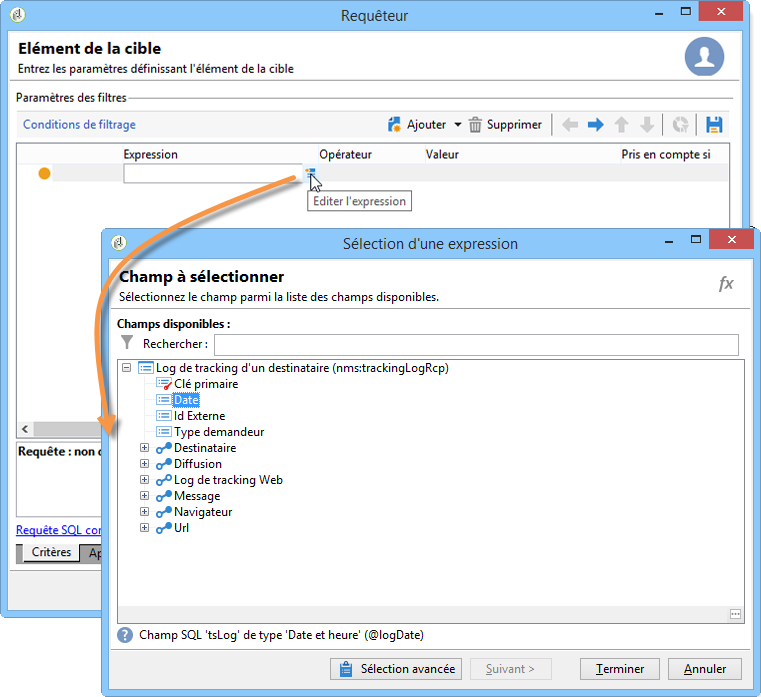 Requêteur
Elément de la cible
Entrez les paramètres définissant l'élément de la cible
Paramètres des filtres
Conditions de filtrage Ajouter Supprimer
Expression Opérateur Valeur Pris en compte si
Editer l'expression
Requête : non
Requête SQL
Critères
Sélection d'une expression
Champ à sélectionner
fx
Sélectionnez le champ parmi la liste des champs disponibles.
Champs disponibles :
Rechercher :
Log de tracking d'un destinataire (nms:trackingLogRcp)
Clé primaire
Date
Id Externe
Type demandeur
Destinataire
Diffusion
Log de tracking Web
Message
Navigateur
Url
Champ SQL 'tsLog' de type 'Date et heure' (@logDate)
Sélection avancée Suivant > Terminer Annuler